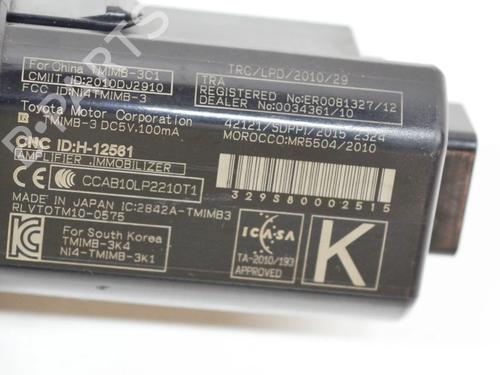 For China TMIMB-3C1
CMIIT ID:2010DJ2910
FCC ID:NI4TMIMB-3
Toyota Motor Corporation
TMIMB-3 DC5V.100mA
CNC ID:H-12561
AMPLIFIER ,IMMOBILIZER
CCAB10LP2210T1
MADE IN JAPAN IC:2842A-TMIMB3
RLVTOTM10-0575
For South Korea
TMIMB-3K4
NI4-TMIMB-3K1
TRC/LPD/2010/29
TRA
REGISTERED No:ER0081327/12
DEALER No:0034361/10
42121/SDPPI/2015 2324
MOROCCO:MR5504/2010
329S80002515
ICASA
TA-2010/193
APPROVED
K
PARTS